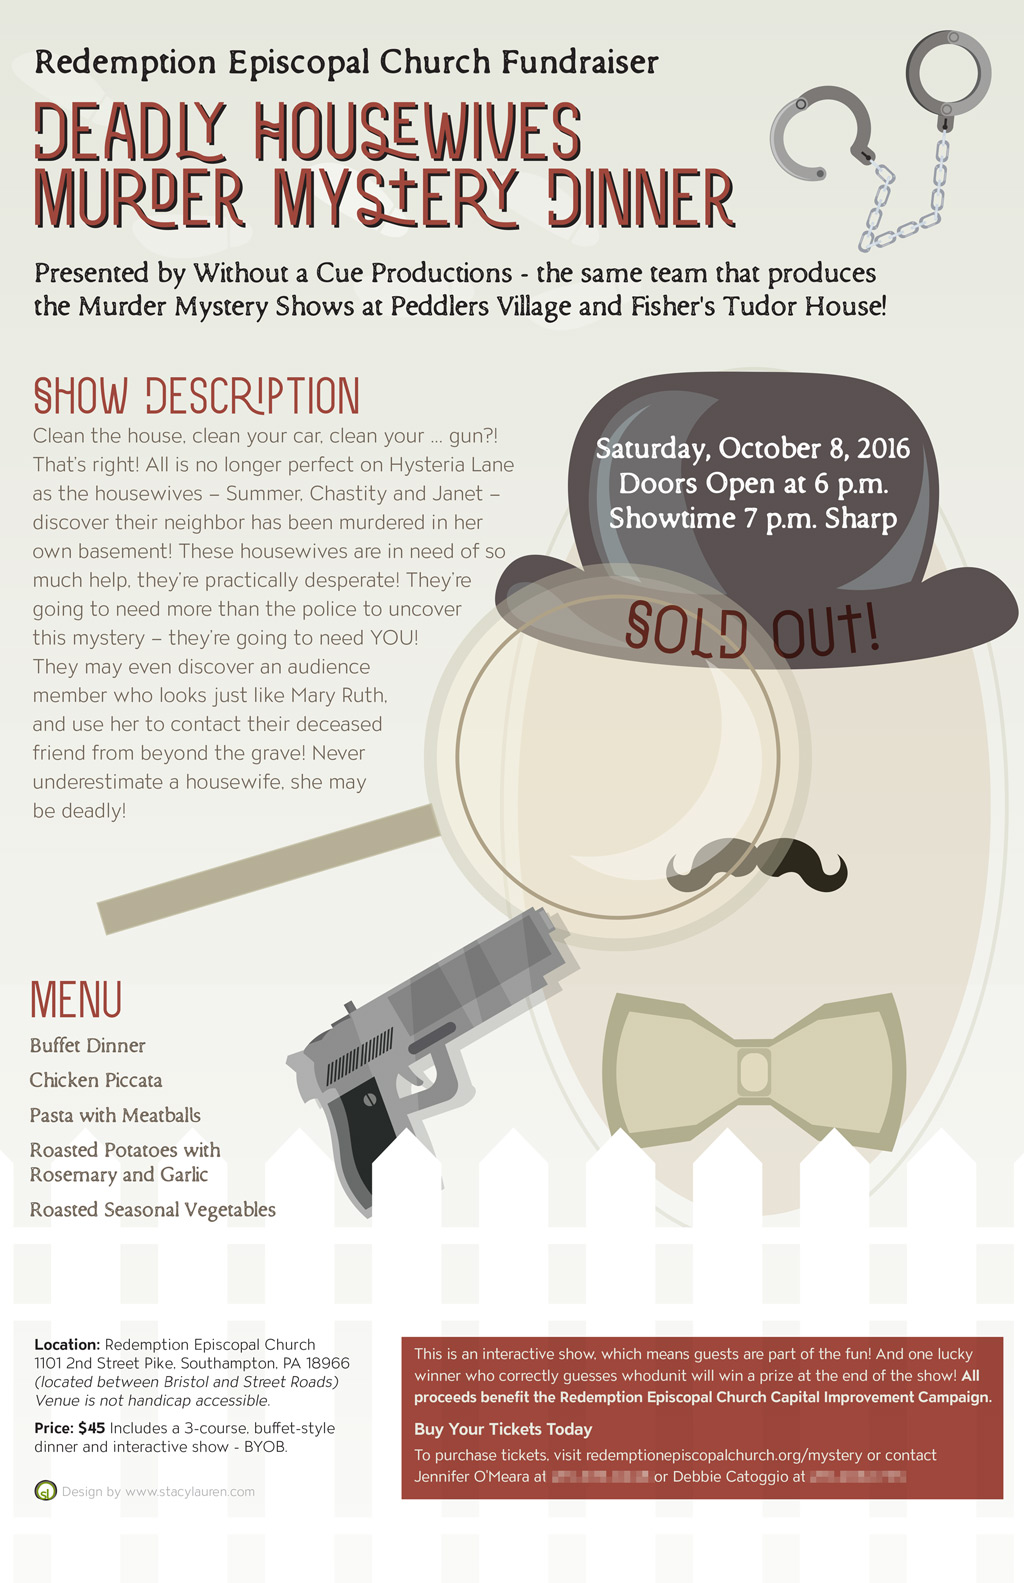 Redemption Episcopal Church Fundraiser
DEADLY HOUSEWIVES
MURDER MYSTERY DINNER
Presented by Without a Cue Productions - the same team that produces
the Murder Mystery Shows at Peddlers Village and Fisher's Tudor House!
SHOW DESCRIPTION
Clean the house, clean your car, clean your ... gun?!
That's right! All is no longer perfect on Hysteria Lane
as the housewives – Summer, Chastity and Janet –
discover their neighbor has been murdered in her
own basement! These housewives are in need of so
much help, they're practically desperate! They're
going to need more than the police to uncover
this mystery – they're going to need YOU!
They may even discover an audience
member who looks just like Mary Ruth,
and use her to contact their deceased
friend from beyond the grave! Never
underestimate a housewife, she may
be deadly!
Saturday, October 8, 2016
Doors Open at 6 p.m.
Showtime 7 p.m. Sharp
SOLD OUT!
MENU
Buffet Dinner
Chicken Piccata
Pasta with Meatballs
Roasted Potatoes with
Rosemary and Garlic
Roasted Seasonal Vegetables
Location: Redemption Episcopal Church
1101 2nd Street Pike, Southampton, PA 18966
(located between Bristol and Street Roads)
Venue is not handicap accessible.
Price: $45 Includes a 3-course, buffet-style
dinner and interactive show - BYOB.
SL Design by www.stacylauren.com
This is an interactive show, which means guests are part of the fun! And one lucky
winner who correctly guesses whodunit will win a prize at the end of the show! All
proceeds benefit the Redemption Episcopal Church Capital Improvement Campaign.
Buy Your Tickets Today
To purchase tickets, visit redemptionepiscopalchurch.org/mystery or contact
Jennifer O'Meara at or Debbie Catoggio at